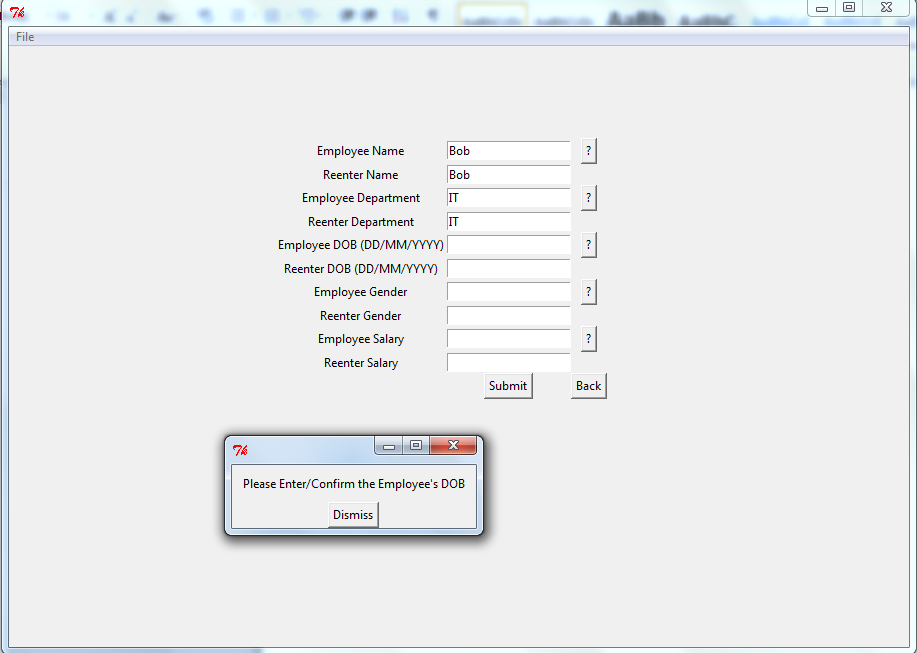 File
Employee Name Bob ?
Reenter Name Bob
Employee Department IT ?
Reenter Department IT
Employee DOB (DD/MM/YYYY) ?
Reenter DOB (DD/MM/YYYY)
Employee Gender ?
Reenter Gender
Employee Salary ?
Reenter Salary
Submit Back
Please Enter/Confirm the Employee's DOB
Dismiss